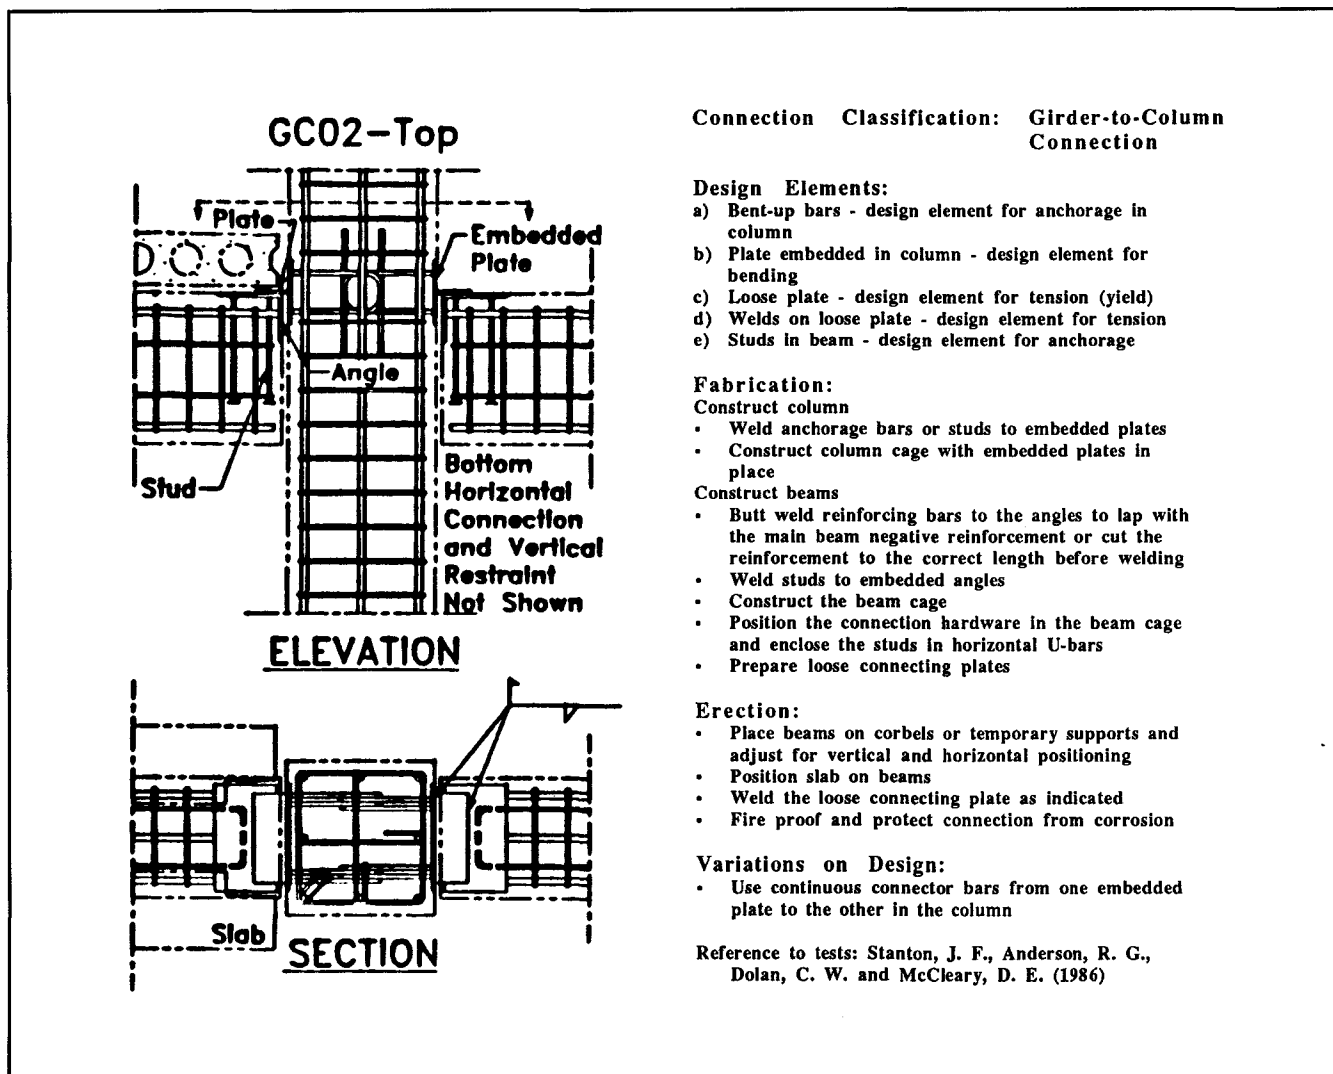 GC02-Top
Plate
Embedded
Plate
Angle
Stud
Bottom
Horizontal
Connection
and Vertical
Restraint
Not Shown
ELEVATION
Slab
SECTION
Connection Classification: Girder-to-Column
Connection
Design Elements:
a) Bent-up bars - design element for anchorage in
column
b) Plate embedded in column - design element for
bending
c) Loose plate - design element for tension (yield)
d) Welds on loose plate - design element for tension
e) Studs in beam - design element for anchorage
Fabrication:
Construct column
- Weld anchorage bars or studs to embedded plates
- Construct column cage with embedded plates in
place
Construct beams
- Butt weld reinforcing bars to the angles to lap with
the main beam negative reinforcement or cut the
reinforcement to the correct length before welding
- Weld studs to embedded angles
- Construct the beam cage
- Position the connection hardware in the beam cage
and enclose the studs in horizontal U-bars
- Prepare loose connecting plates
Erection:
- Place beams on corbels or temporary supports and
adjust for vertical and horizontal positioning
- Position slab on beams
- Weld the loose connecting plate as indicated
- Fire proof and protect connection from corrosion
Variations on Design:
- Use continuous connector bars from one embedded
plate to the other in the column
Reference to tests: Stanton, J. F., Anderson, R. G.,
Dolan, C. W. and McCleary, D. E. (1986)